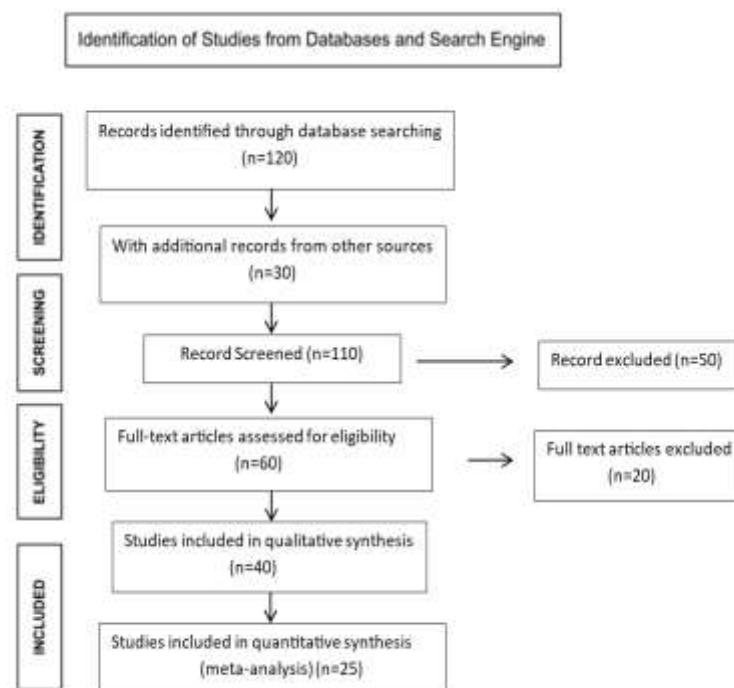 Identification of Studies from Databases and Search Engine
IDENTIFICATION
Records identified through database searching
(n=120)
With additional records from other sources
(n=30)
SCREENING
Record Screened (n=110)
Record excluded (n=50)
ELIGIBILITY
Full-text articles assessed for eligibility
(n=60)
Full text articles excluded
(n=20)
INCLUDED
Studies included in qualitative synthesis
(n=40)
Studies included in quantitative synthesis
(meta-analysis) (n=25)